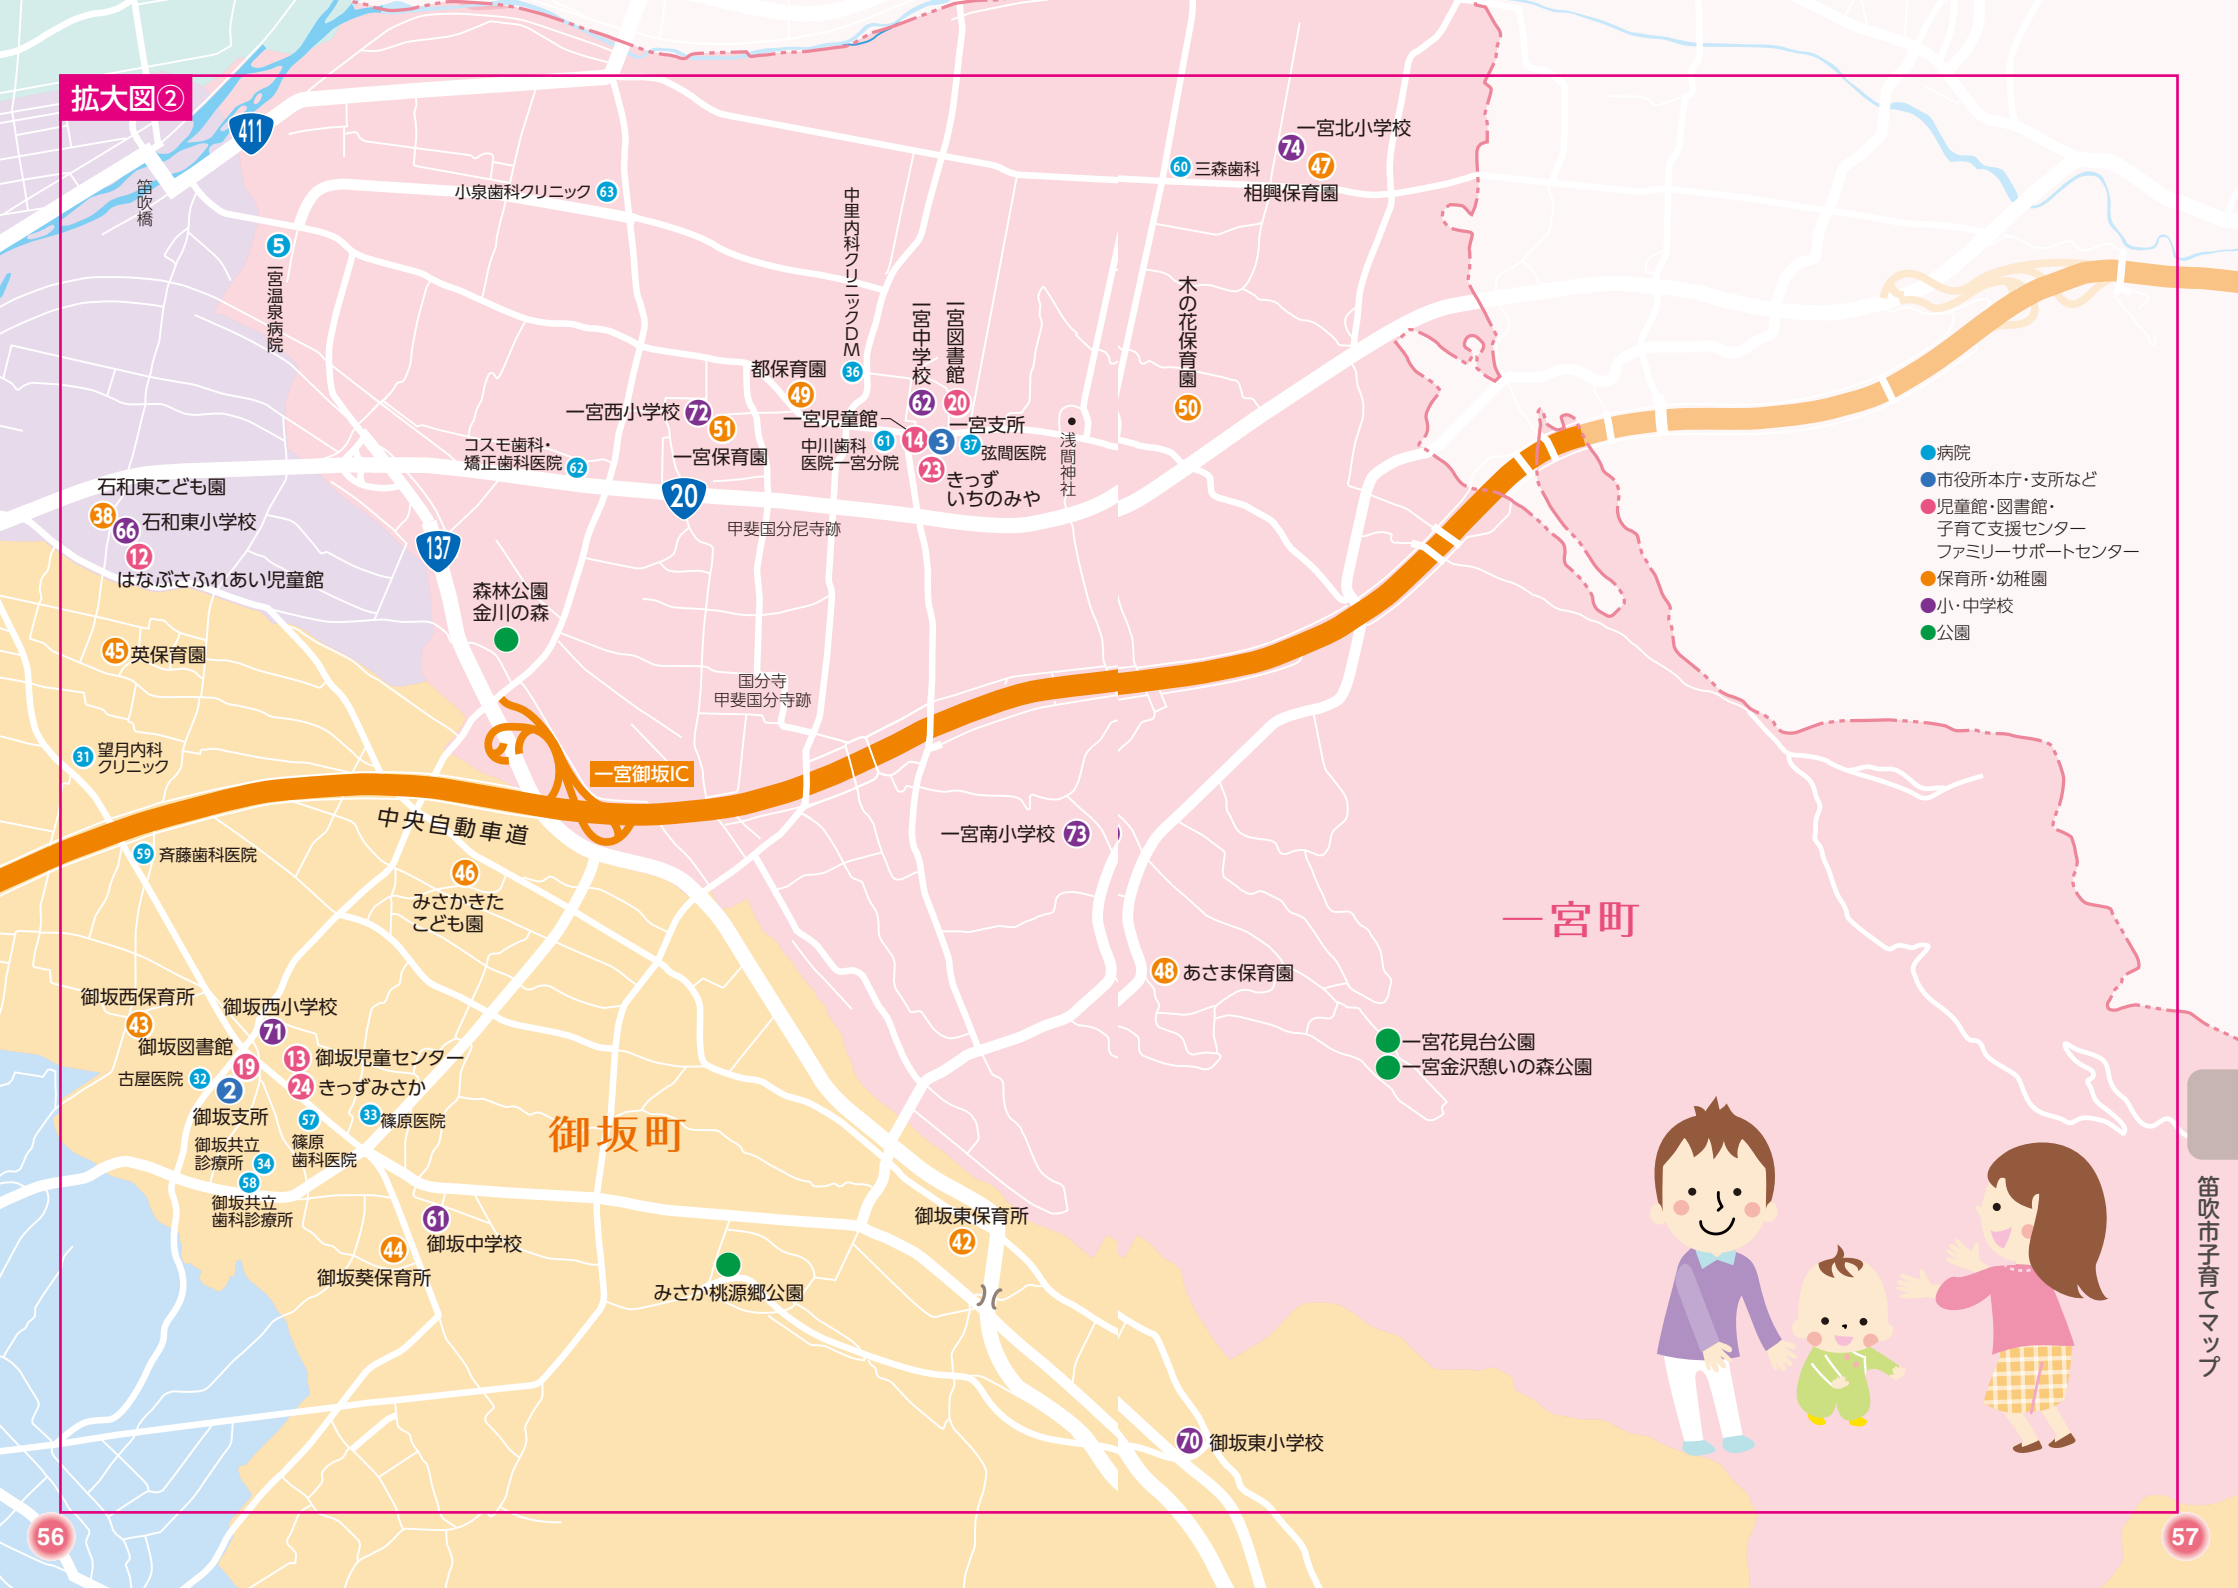 拡大図②
411
笛吹橋
5
一宮温泉病院
小泉歯科クリニック 63
中里内科クリニックDM
36
60 三森歯科
一宮北小学校
74
47
相興保育園
木の花保育園
50
一宮中学校
62
一宮図書館
20
都保育園
49
一宮西小学校 72
51
一宮保育園
一宮児童館
14
一宮支所
3
中川歯科
医院一宮分院
61
37 弦間医院
23 きっず
いちのみや
浅間神社
コスモ歯科・
矯正歯科医院 62
20
甲斐国分尼寺跡
137
石和東こども園
38
66 石和東小学校
12
はなぶさふれあい児童館
森林公園
金川の森
45 英保育園
国分寺
甲斐国分寺跡
31 望月内科
クリニック
一宮御坂IC
中央自動車道
59 斉藤歯科医院
46
みさかきた
こども園
一宮南小学校 73
一宮町
48 あさま保育園
一宮花見台公園
一宮金沢憩いの森公園
御坂西保育所
43
御坂西小学校
71
御坂図書館
19
13 御坂児童センター
古屋医院 32
2
24 きっずみさか
御坂支所
57
篠原
歯科医院
33 篠原医院
御坂共立
診療所 34
58
御坂共立
歯科診療所
御坂町
61
御坂中学校
44
御坂葵保育所
みさか桃源郷公園
御坂東保育所
42
70 御坂東小学校
病院
市役所本庁・支所など
児童館・図書館・
子育て支援センター
ファミリーサポートセンター
保育所・幼稚園
小・中学校
公園
笛吹市子育てマップ
56
57